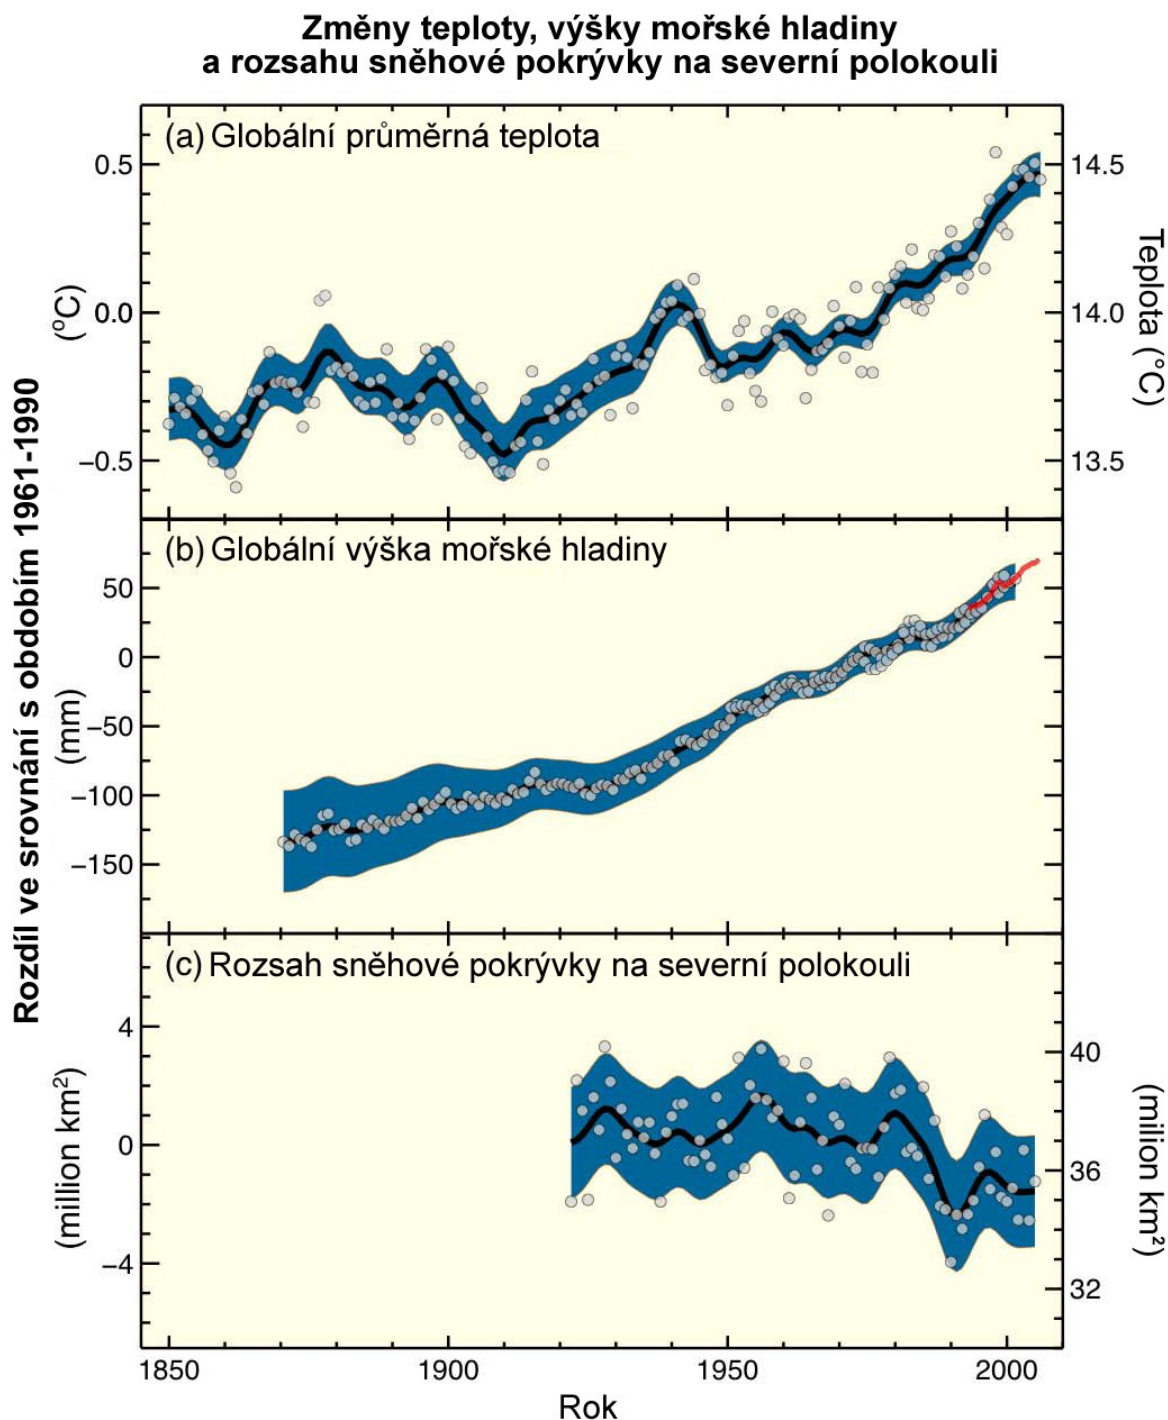 Změny teploty, výšky mořské hladiny
a rozsahu sněhové pokrývky na severní polokouli
Rozdíl ve srovnání s obdobím 1961-1990
(a) Globální průměrná teplota
(ºC)
0.5
0.0
−0.5
14.5
14.0
13.5
Teplota (°C)
(b) Globální výška mořské hladiny
(mm)
50
0
−50
−100
−150
(c) Rozsah sněhové pokrývky na severní polokouli
(million km²)
4
0
−4
40
36
32
(milion km²)
1850 1900 1950 2000
Rok